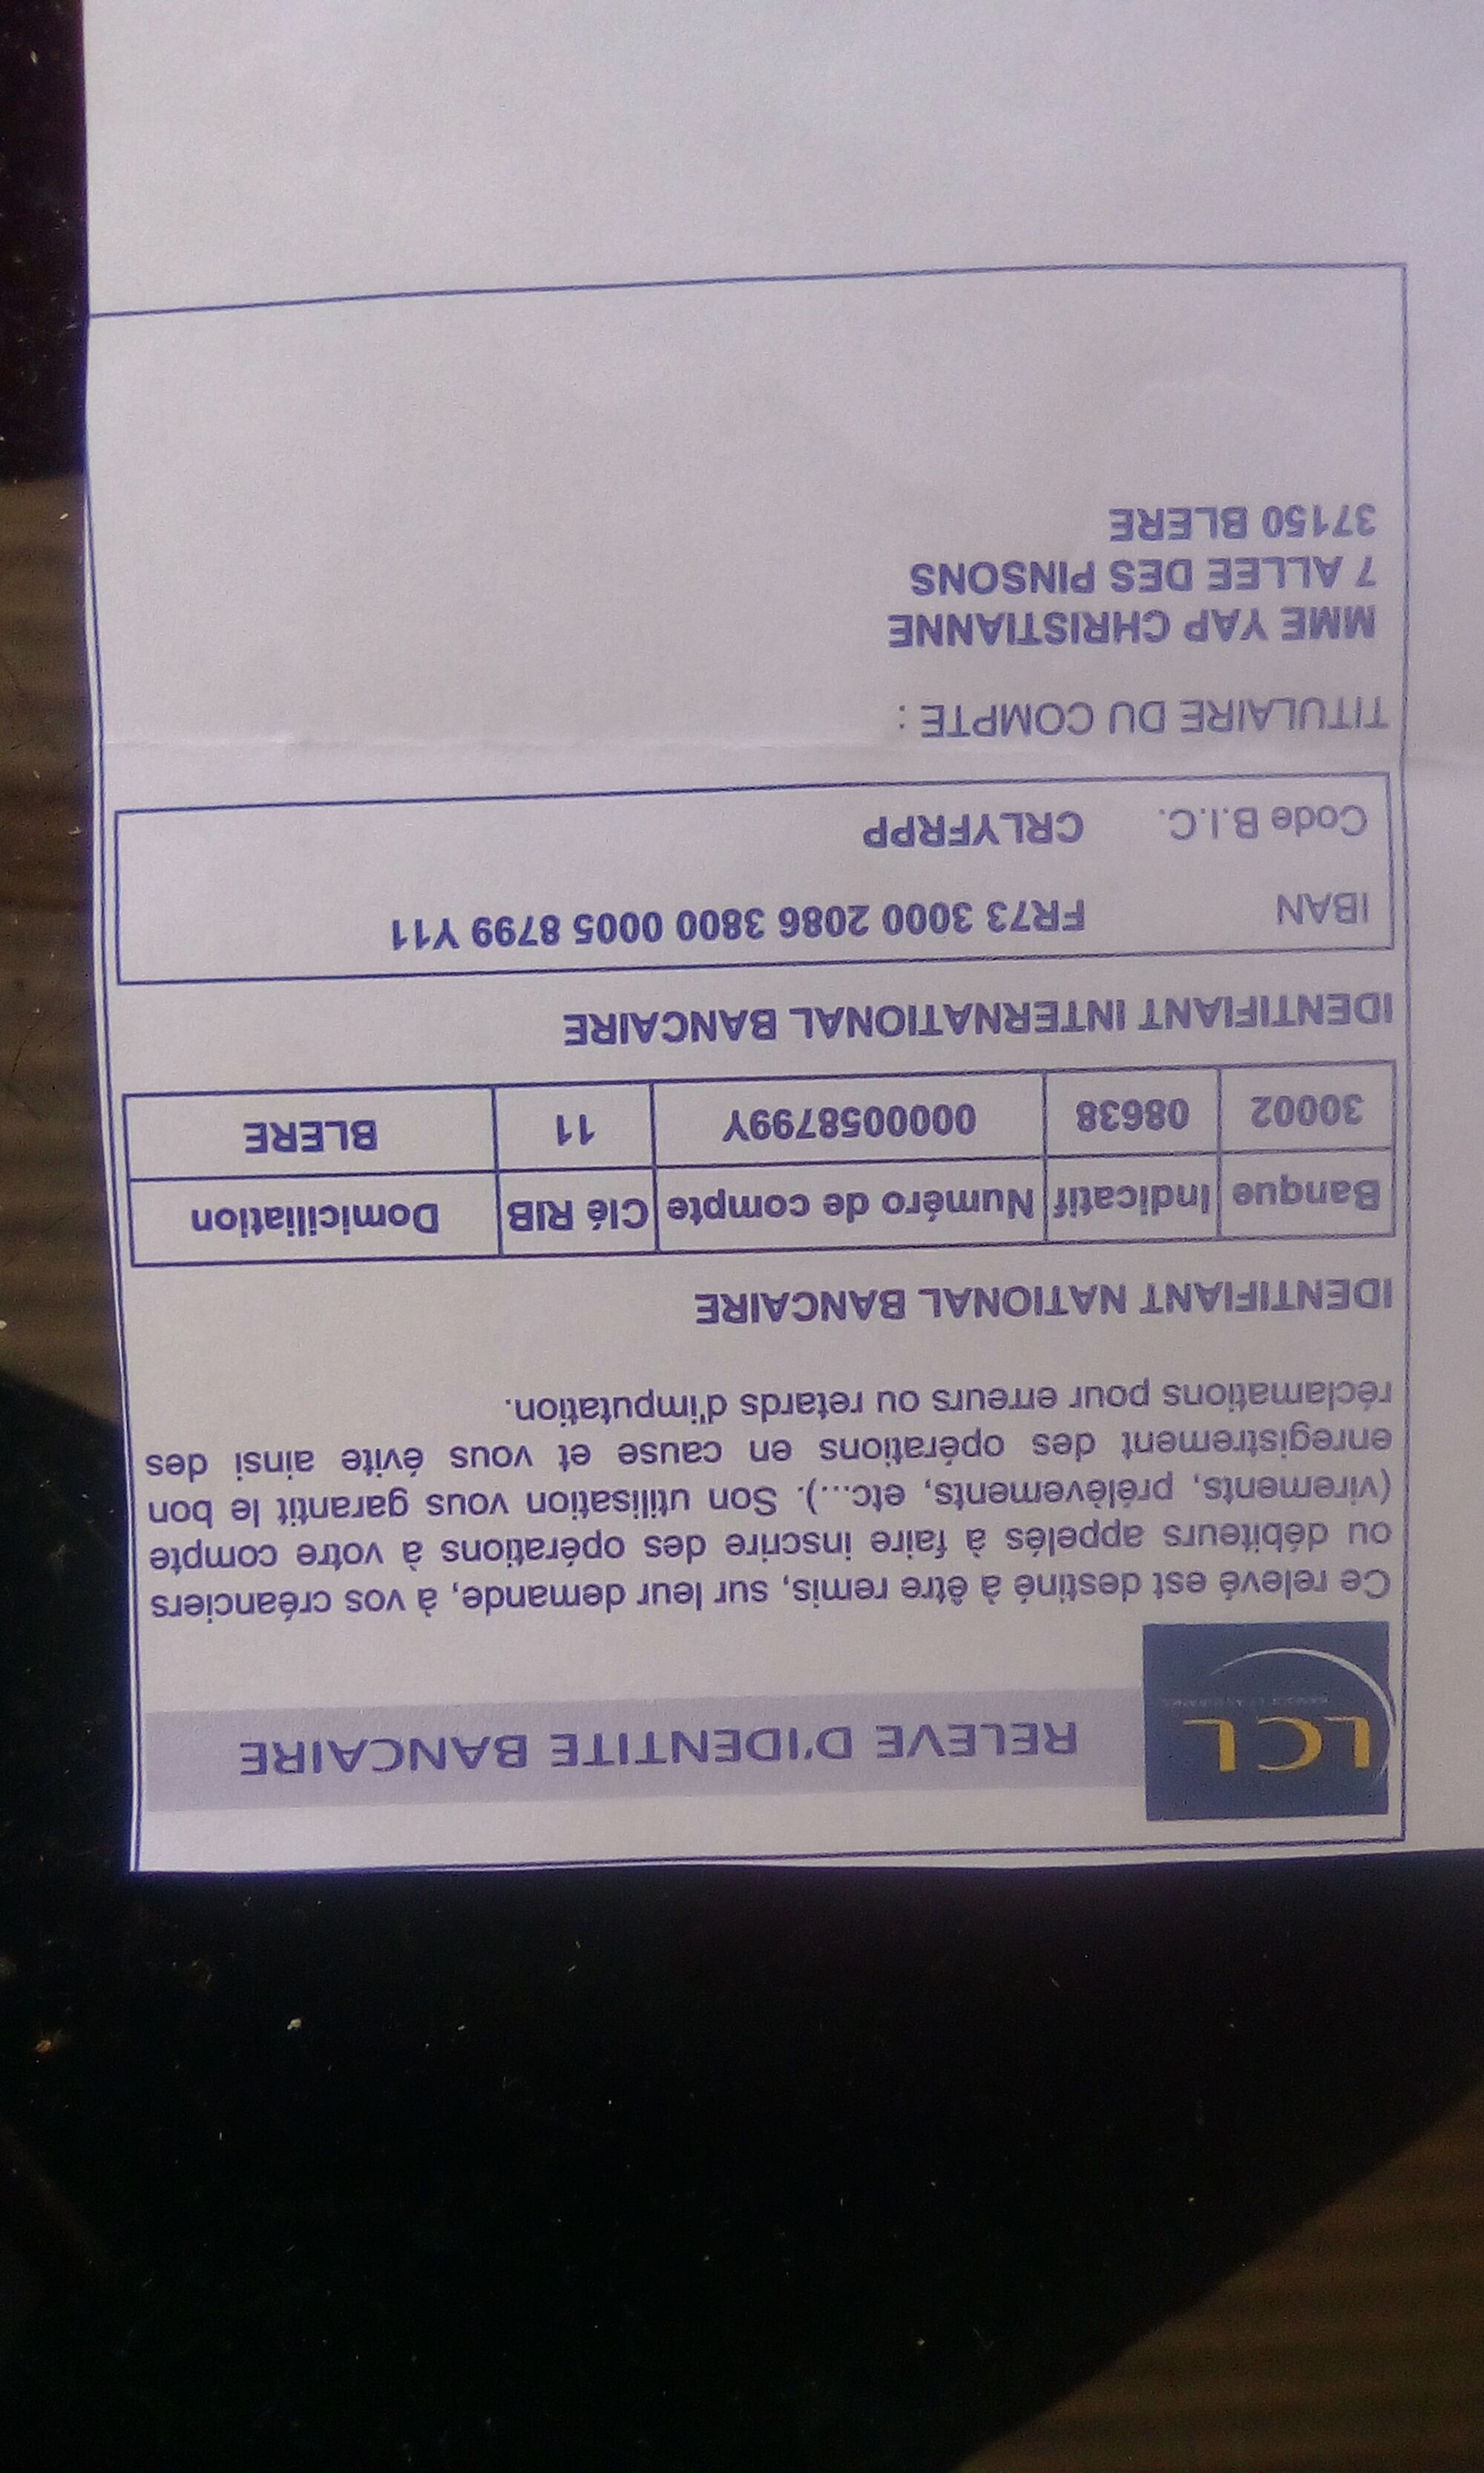 LCL
RELEVE D'IDENTITE BANCAIRE
Ce relevé est destiné à être remis, sur leur demande, à vos créanciers
ou débiteurs appelés à faire inscrire des opérations à votre compte
(virements, prélèvements, etc...). Son utilisation vous garantit le bon
enregistrement des opérations en cause et vous évite ainsi des
réclamations pour erreurs ou retards d'imputation.
IDENTIFIANT NATIONAL BANCAIRE
Banque Indicatif Numéro de compte Clé RIB Domiciliation
30002 08638 0000058799Y 11 BLERE
IDENTIFIANT INTERNATIONAL BANCAIRE
IBAN FR73 3000 2086 3800 0005 8799 Y11
Code B.I.C. CRLYFRPP
TITULAIRE DU COMPTE :
MME YAP CHRISTIANNE
7 ALLEE DES PINSONS
37150 BLERE